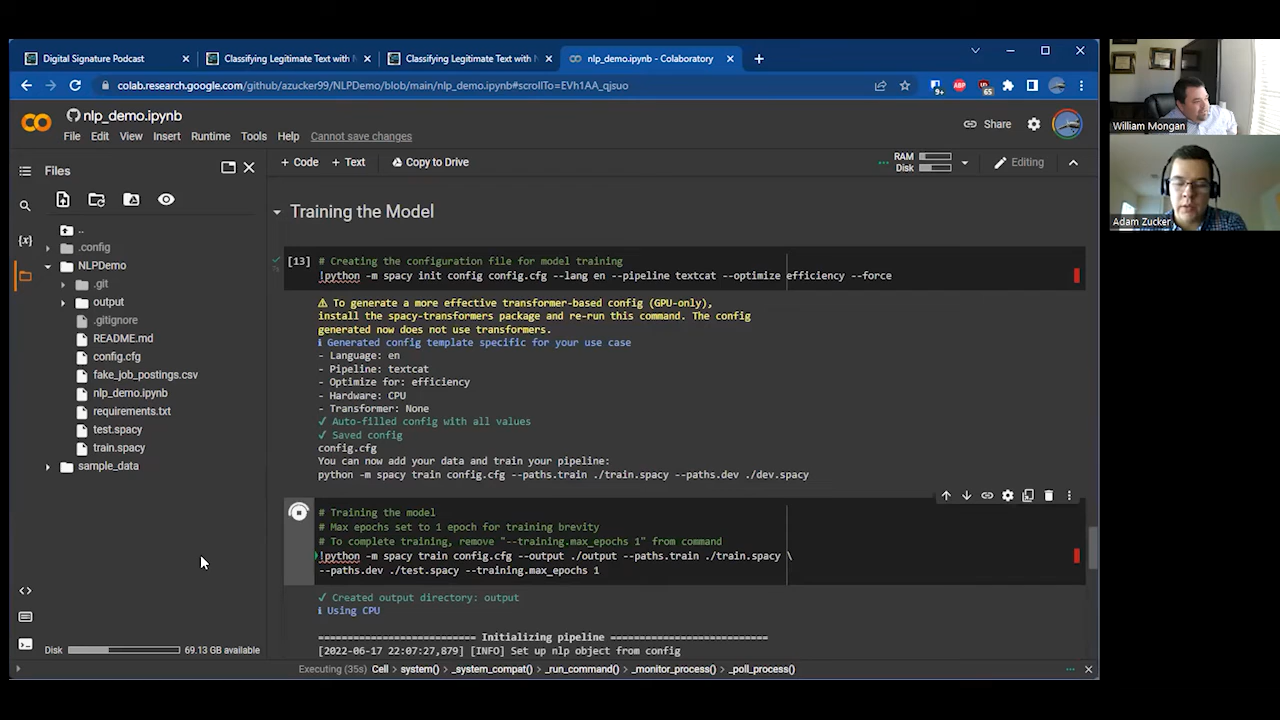 Digital Signature Podcast
Classifying Legitimate Text with N
Classifying Legitimate Text with N
nlp_demo.ipynb - Colaboratory
colab.research.google.com/github/azucker99/NLPDemo/blob/main/nlp_demo.ipynb#scrollTo=EVh1AA_qjsuo
9+
65
William Mongan
Adam Zucker
nlp_demo.ipynb
File Edit View Insert Runtime Tools Help Cannot save changes
Share
Files
+ Code + Text Copy to Drive
RAM
Disk
Editing
..
.config
NLPDemo
.git
output
.gitignore
README.md
config.cfg
fake_job_postings.csv
nlp_demo.ipynb
requirements.txt
test.spacy
train.spacy
sample_data
Disk 69.13 GB available
Training the Model
[13] # Creating the configuration file for model training
!python -m spacy init config config.cfg --lang en --pipeline textcat --optimize efficiency --force
⚠ To generate a more effective transformer-based config (GPU-only),
install the spacy-transformers package and re-run this command. The config
generated now does not use transformers.
ℹ Generated config template specific for your use case
- Language: en
- Pipeline: textcat
- Optimize for: efficiency
- Hardware: CPU
- Transformer: None
✓ Auto-filled config with all values
✓ Saved config
config.cfg
You can now add your data and train your pipeline:
python -m spacy train config.cfg --paths.train ./train.spacy --paths.dev ./dev.spacy
# Training the model
# Max epochs set to 1 epoch for training brevity
# To complete training, remove "--training.max_epochs 1" from command
!python -m spacy train config.cfg --output ./output --paths.train ./train.spacy \
--paths.dev ./test.spacy --training.max_epochs 1
✓ Created output directory: output
ℹ Using CPU
=========================== Initializing pipeline ===========================
[2022-06-17 22:07:27,879] [INFO] Set up nlp object from config
Executing (35s) Cell > system() > _system_compat() > _run_command() > _monitor_process() > _poll_process()